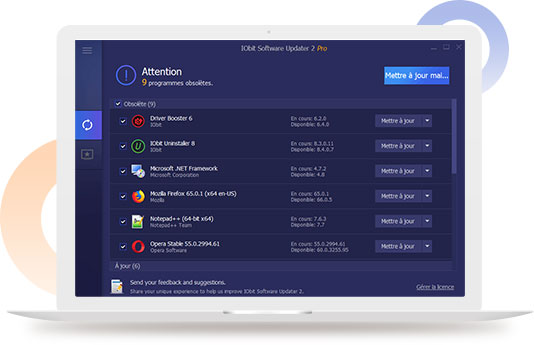 IObit Software Updater 2 Pro
Attention
9 programmes obsolètes.
Mettre à jour mai...
Obsolète (9)
Driver Booster 6
IObit
En cours: 6.2.0
Disponible: 6.4.0
Mettre à jour
IObit Uninstaller 8
IObit
En cours: 8.3.0.11
Disponible: 8.4.0.7
Mettre à jour
Microsoft .NET Framework
Microsoft Corporation
En cours: 4.7.2
Disponible: 4.8
Mettre à jour
Mozilla Firefox 65.0.1 (x64 en-US)
Mozilla
En cours: 65.0.1
Disponible: 66.0.5
Mettre à jour
Notepad++ (64-bit x64)
Notepad++ Team
En cours: 7.6.3
Disponible: 7.7
Mettre à jour
Opera Stable 55.0.2994.61
Opera Software
En cours: 55.0.2994.61
Disponible: 60.0.3255.95
Mettre à jour
À jour (6)
Send your feedback and suggestions.
Share your unique experience to help us improve IObit Software Updater 2.
Gérer la licence